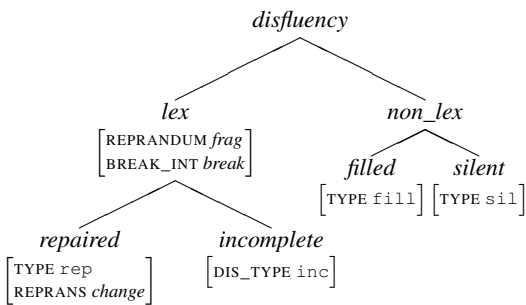 disfluency
lex non_lex
[REPRANDUM frag
BREAK_INT break]
filled silent
[TYPE fill] [TYPE sil]
repaired incomplete
[TYPE rep
REPRANS change] [DIS_TYPE inc]